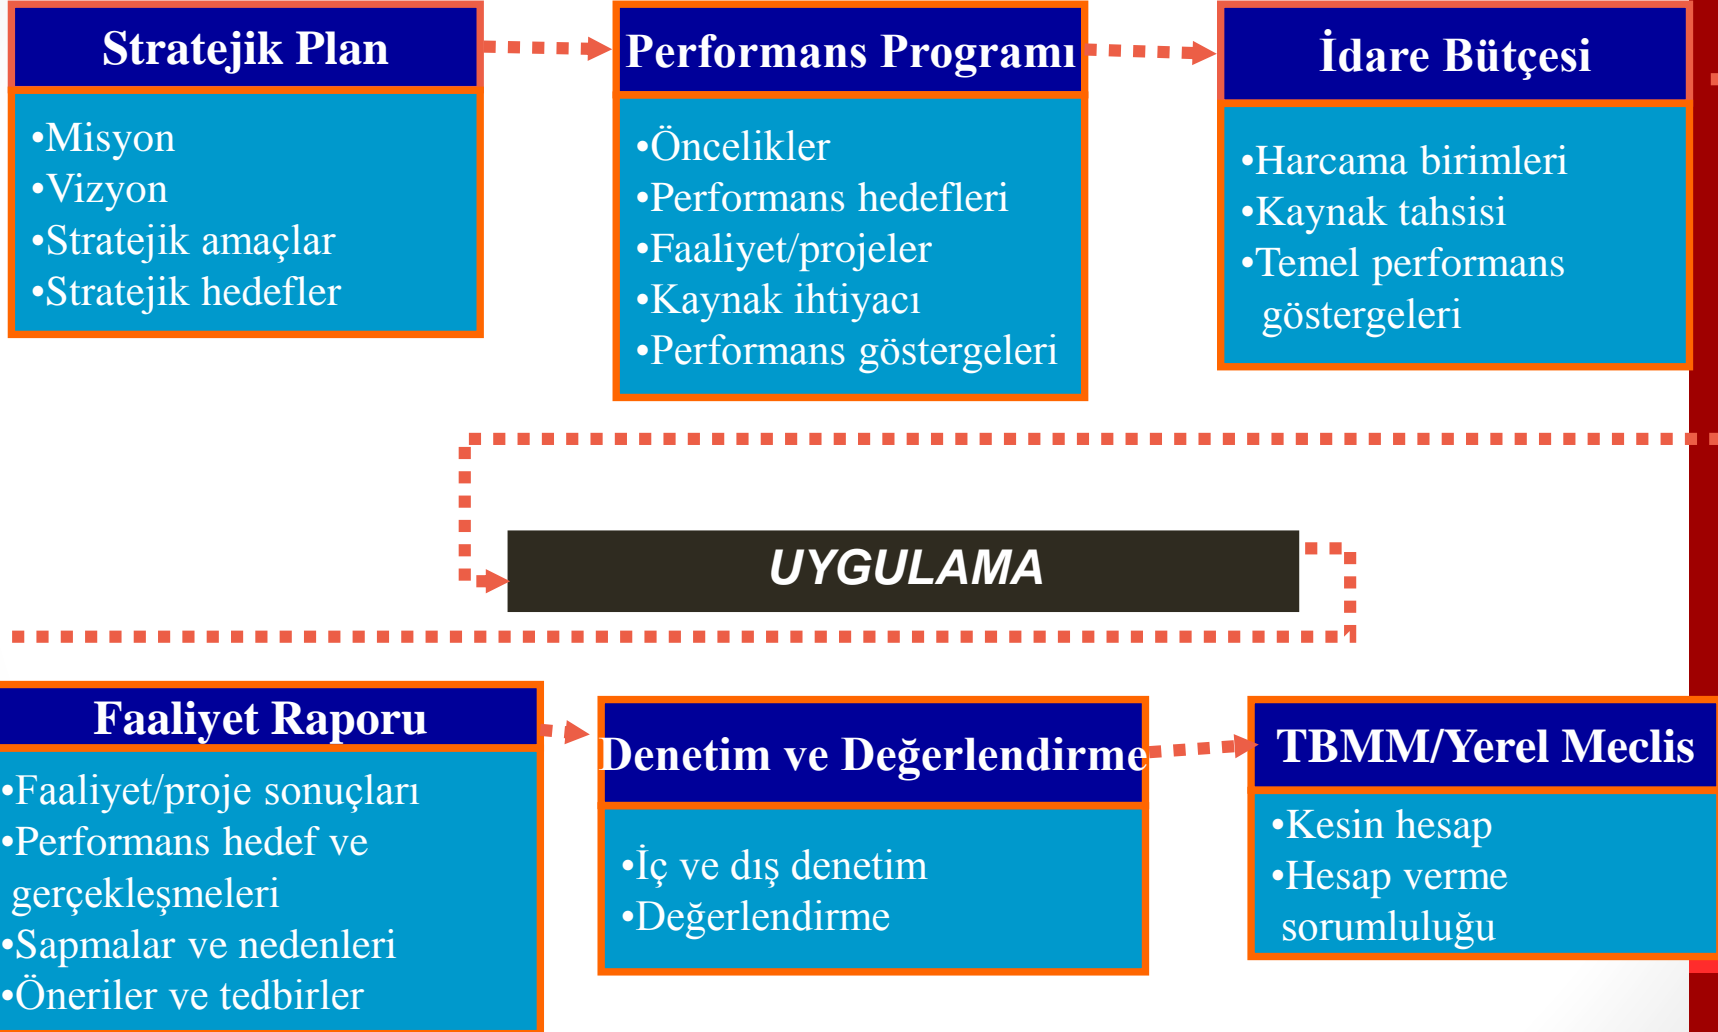 Stratejik Plan
•Misyon
•Vizyon
•Stratejik amaçlar
•Stratejik hedefler
Performans Programı
•Öncelikler
•Performans hedefleri
•Faaliyet/projeler
•Kaynak ihtiyacı
•Performans göstergeleri
İdare Bütçesi
•Harcama birimleri
•Kaynak tahsisi
•Temel performans
göstergeleri
UYGULAMA
Faaliyet Raporu
•Faaliyet/proje sonuçları
•Performans hedef ve
gerçekleşmeleri
•Sapmalar ve nedenleri
•Öneriler ve tedbirler
Denetim ve Değerlendirme
•İç ve dış denetim
•Değerlendirme
TBMM/Yerel Meclis
•Kesin hesap
•Hesap verme
sorumluluğu